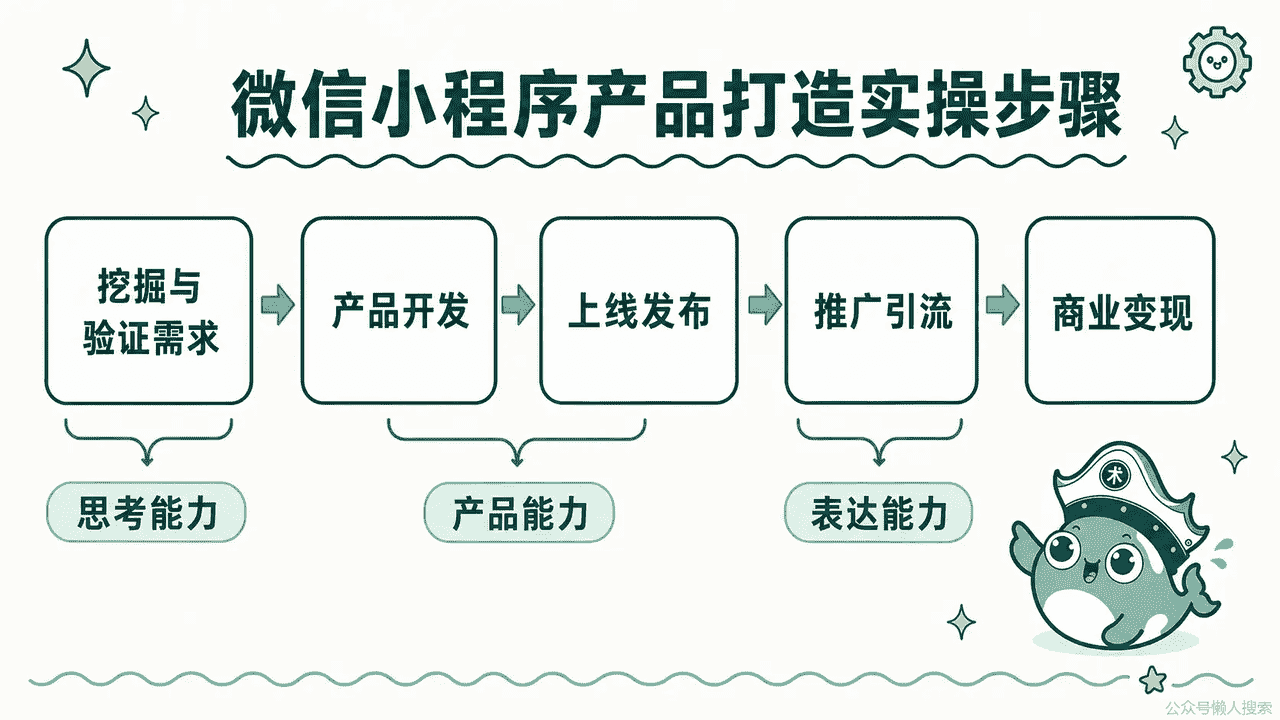 微信小程序产品打造实操步骤
挖掘与
验证需求
产品开发
上线发布
推广引流
商业变现
思考能力
产品能力
表达能力
术
公众号懒人搜索